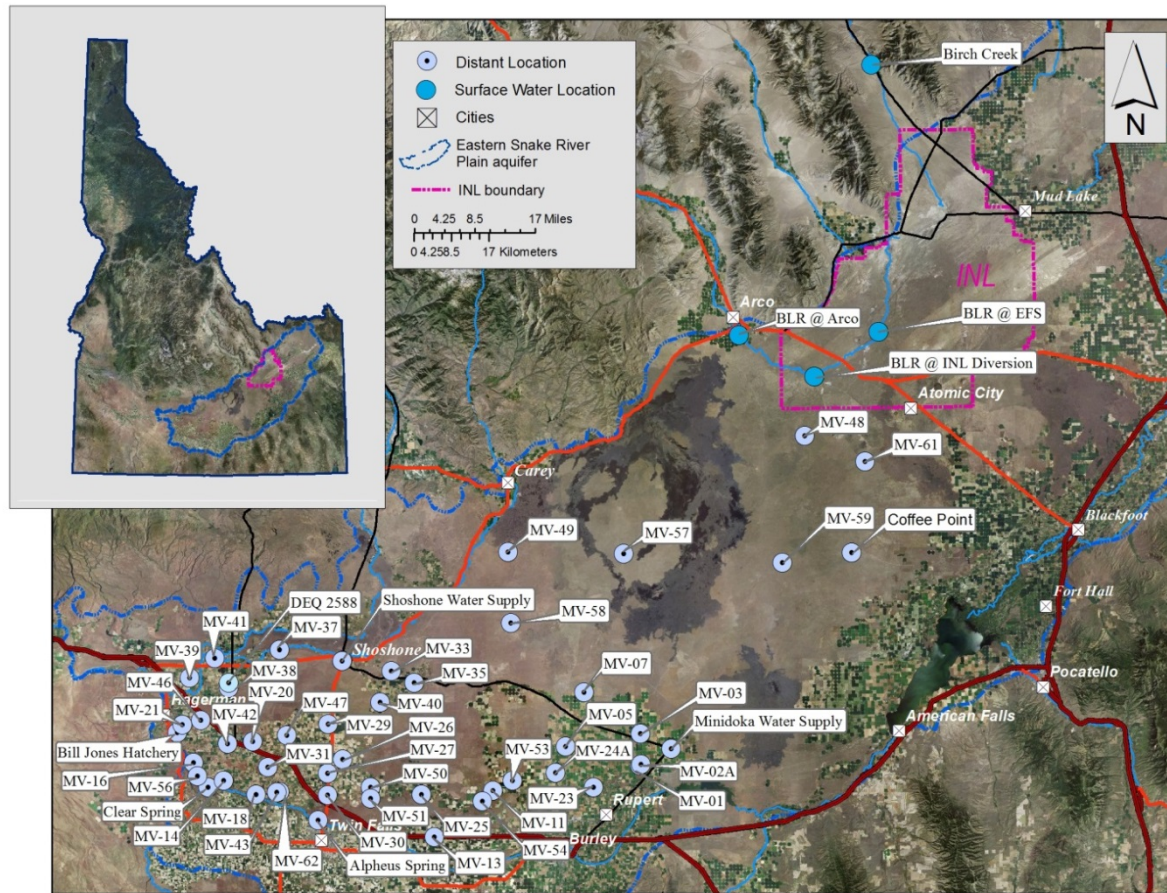 Distant Location
Surface Water Location
Cities
Eastern Snake River
Plain aquifer
INL boundary
0 4.25 8.5 17 Miles
0 4.258.5 17 Kilometers
Birch Creek
N
Mud Lake
INL
Arco
BLR @ Arco
BLR @ EFS
BLR @ INL Diversion
Atomic City
MV-48
MV-61
Carey
Blackfoot
MV-49
MV-57
MV-59
Coffee Point
Fort Hall
MV-58
DEQ 2588
Shoshone Water Supply
MV-41
MV-37
MV-39
Shoshone
MV-33
MV-38
MV-35
MV-07
Pocatello
MV-46
MV-20
MV-47
MV-03
Hagerman
MV-40
MV-21
MV-42
MV-29
MV-05
Minidoka Water Supply
American Falls
MV-26
Bill Jones Hatchery
MV-31
MV-27
MV-53
MV-24A
MV-16
MV-50
MV-02A
MV-56
MV-23
MV-01
Clear Spring
Rupert
MV-14
MV-18
MV-51
MV-11
MV-43
Twin Falls
MV-25
Burley
MV-30
MV-54
MV-62
Alpheus Spring
MV-13